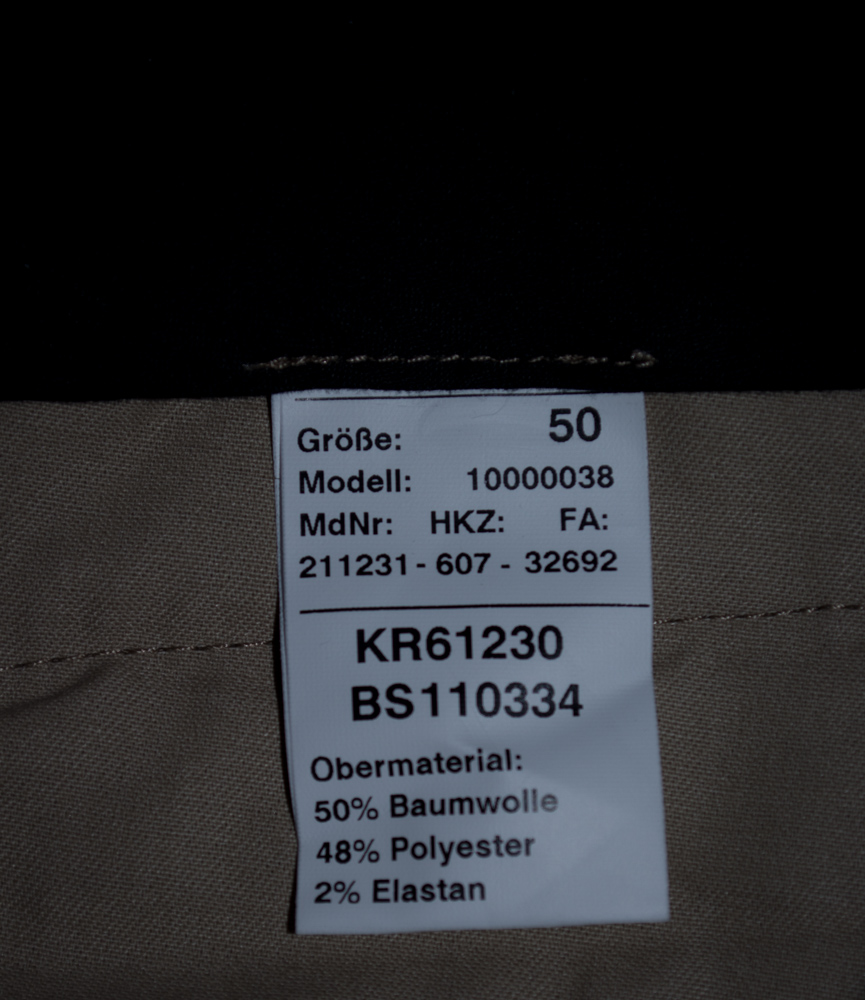 Größe: 50
Modell: 10000038
MdNr: HKZ: FA:
211231 - 607 - 32692
KR61230
BS110334
Obermaterial:
50% Baumwolle
48% Polyester
2% Elastan